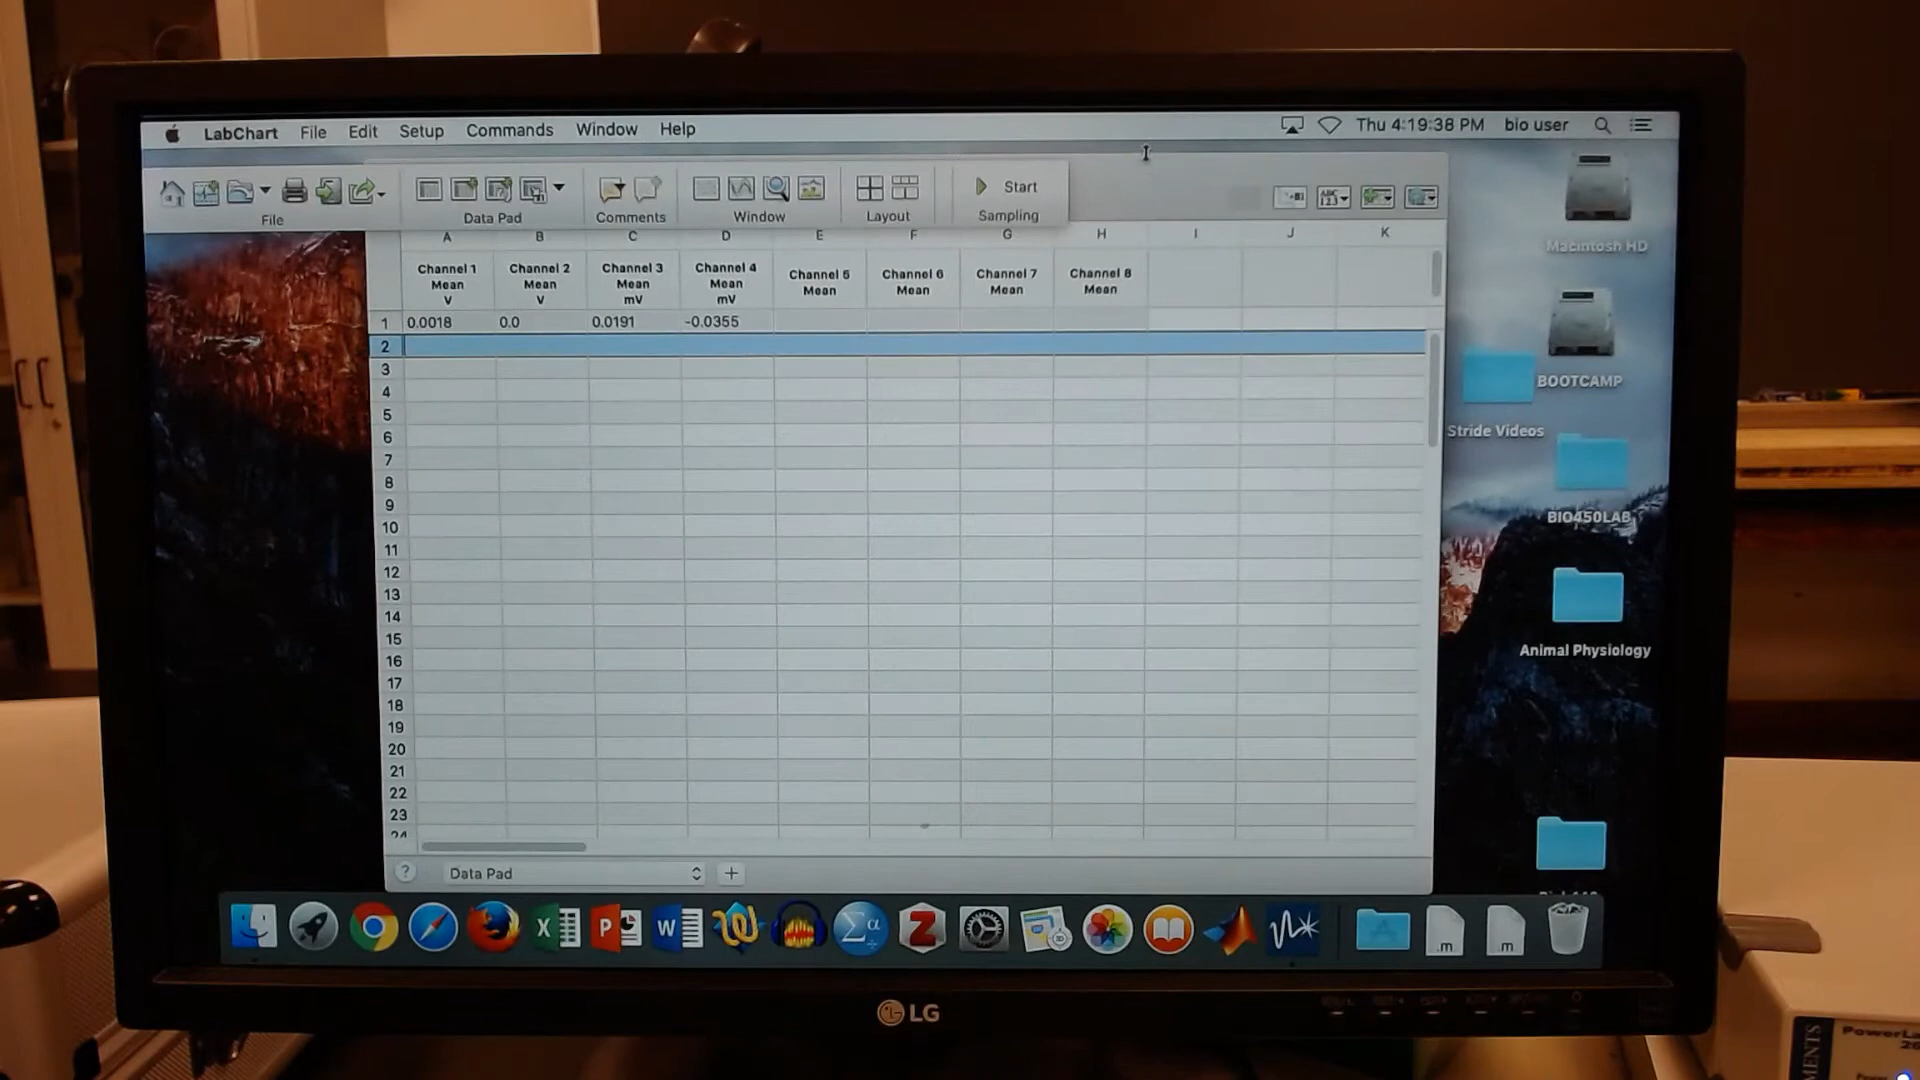 LabChart File Edit Setup Commands Window Help
Thu 4:19:38 PM bio user
Start
File Data Pad Comments Window Layout Sampling
A B C D E F G H I J K
Channel 1 Mean V
Channel 2 Mean V
Channel 3 Mean mV
Channel 4 Mean mV
Channel 5 Mean
Channel 6 Mean
Channel 7 Mean
Channel 8 Mean
1 0.0018 0.0 0.0191 -0.0355
2
3
4
5
6
7
8
9
10
11
12
13
14
15
16
17
18
19
20
21
22
23
24
? Data Pad +
Macintosh HD
BOOTCAMP
Stride Videos
BIO450LAB
Animal Physiology
.m
.m
LG